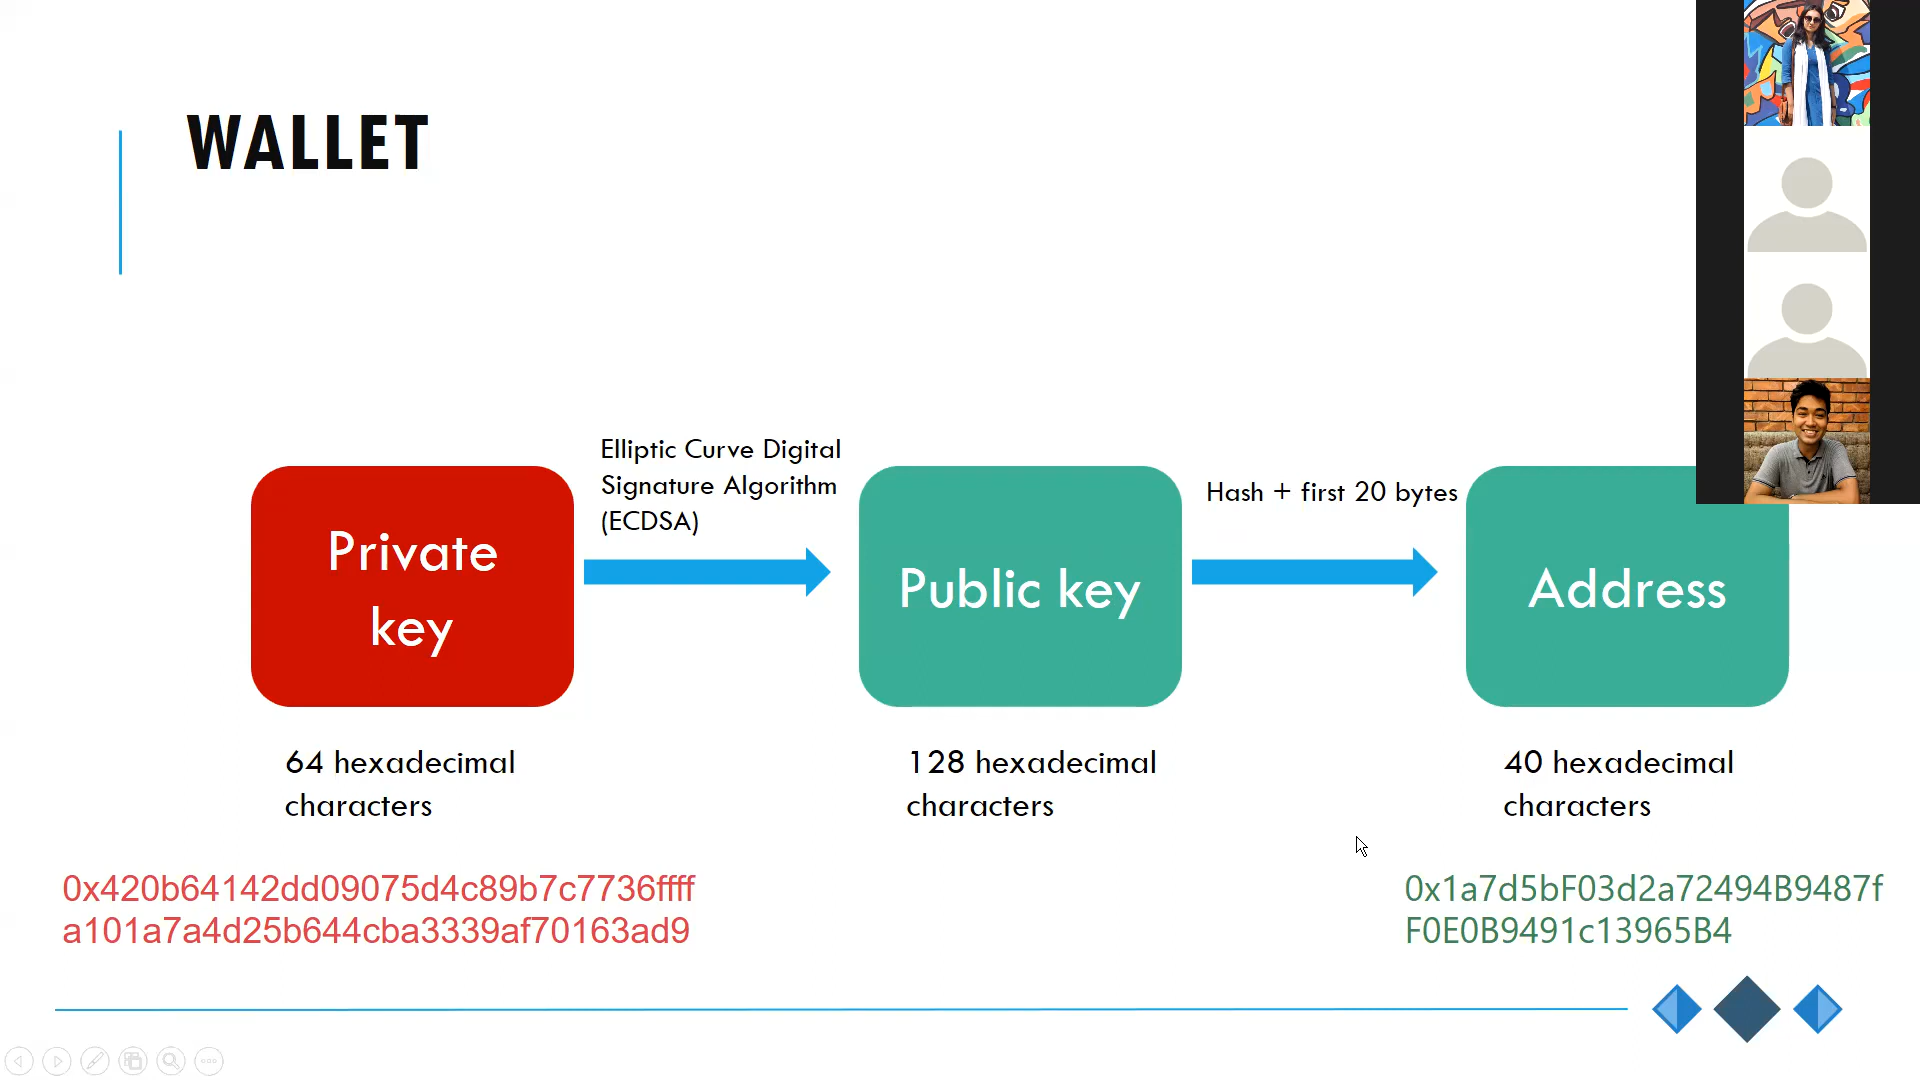 WALLET
Elliptic Curve Digital
Signature Algorithm
(ECDSA)
Hash + first 20 bytes
Private
key
Public key
Address
64 hexadecimal
characters
128 hexadecimal
characters
40 hexadecimal
characters
0x420b64142dd09075d4c89b7c7736ffff
a101a7a4d25b644cba3339af70163ad9
0x1a7d5bF03d2a72494B9487f
F0E0B9491c13965B4